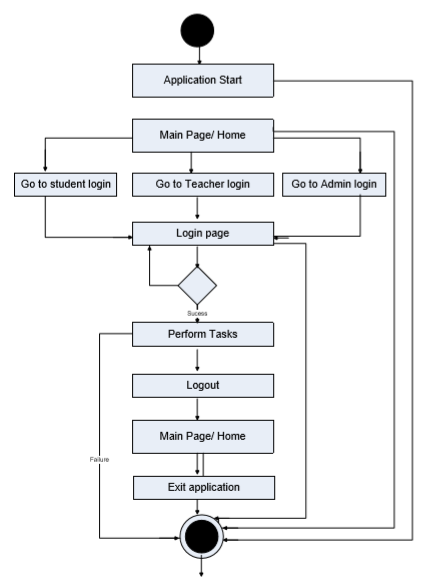 Application Start
Main Page/ Home
Go to student login
Go to Teacher login
Go to Admin login
Login page
Sucess
Perform Tasks
Logout
Main Page/ Home
Failure
Exit application